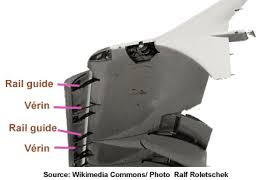 Rail guide
Vérin
Rail guide
Vérin
Source: Wikimedia Commons/ Photo Ralf Roletschek